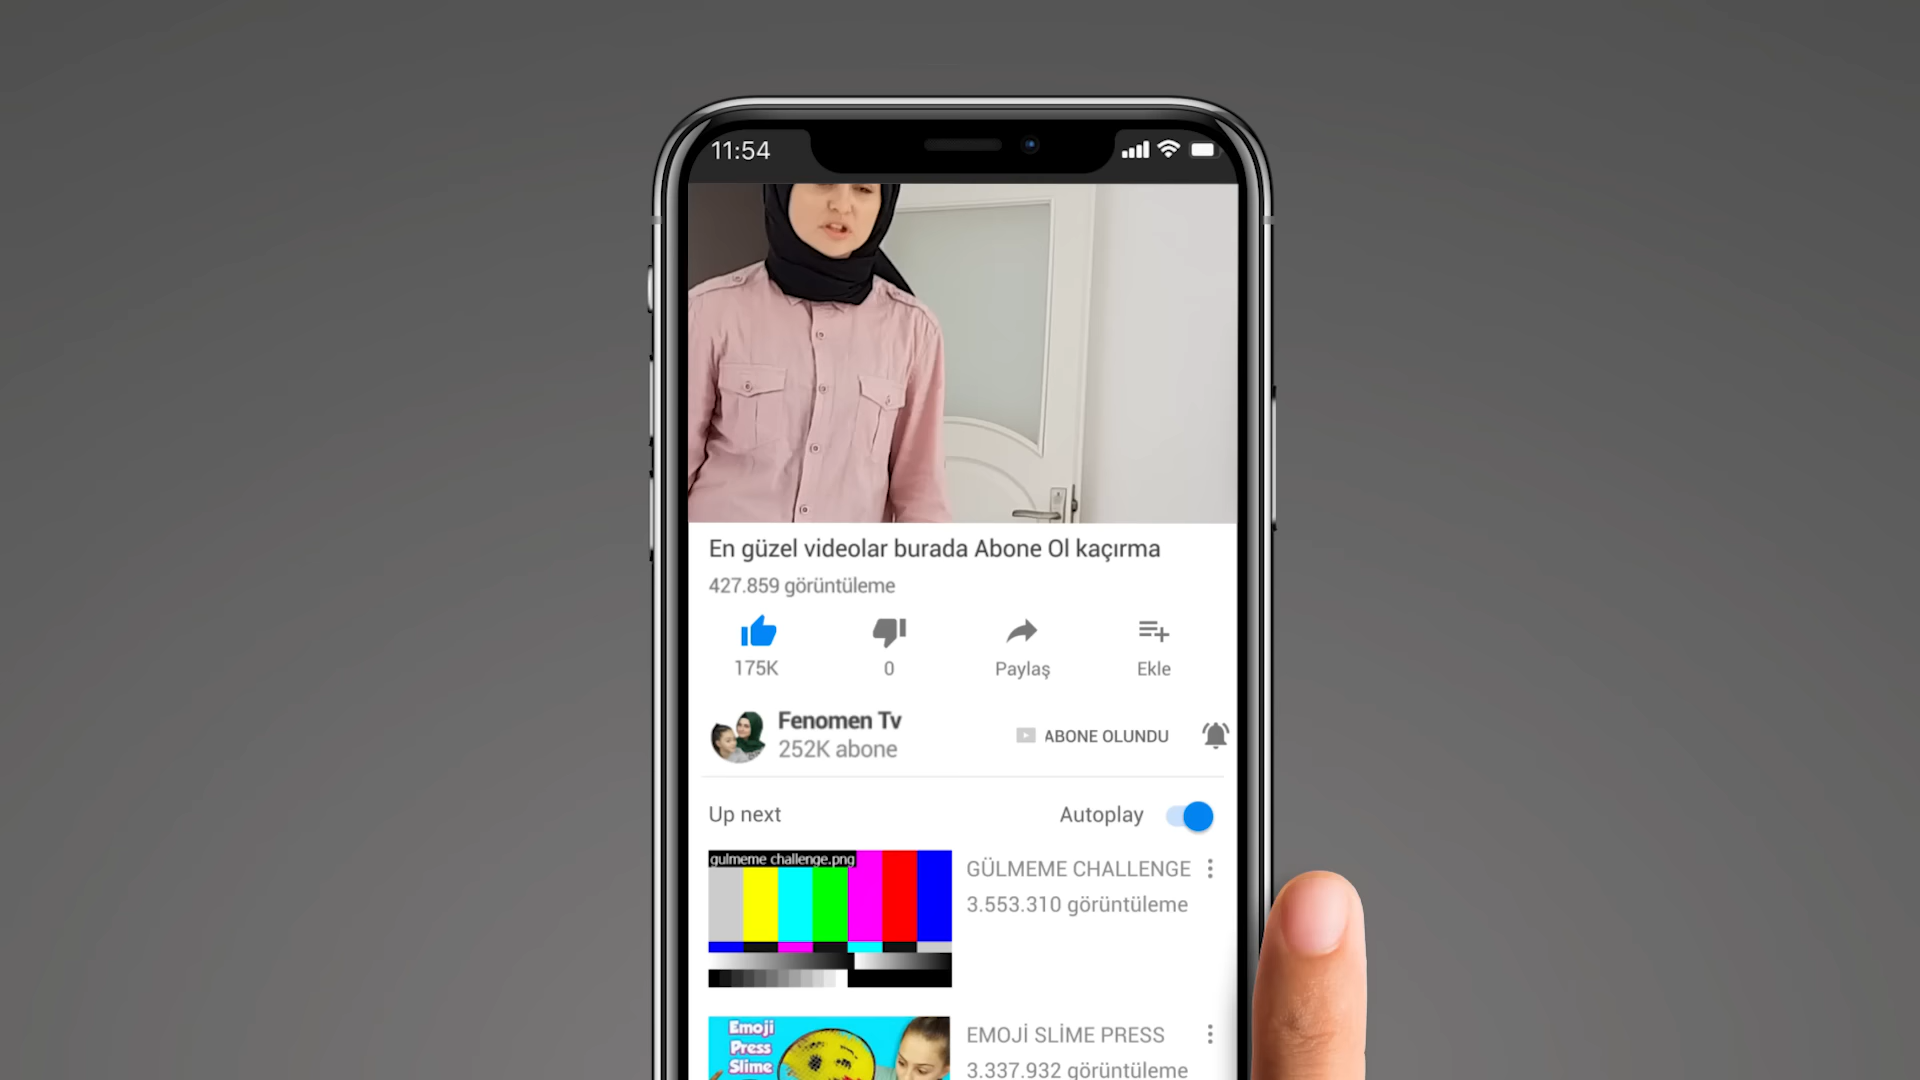 11:54
En güzel videolar burada Abone Ol kaçırma
427.859 görüntüleme
175K
0
Paylaş
Ekle
Fenomen Tv
252K abone
ABONE OLUNDU
Up next
Autoplay
gulmeme challenge.png
GÜLMEME CHALLENGE
3.553.310 görüntüleme
Emoji
Press
Slime
EMOJİ SLİME PRESS
3.337.932 görüntüleme